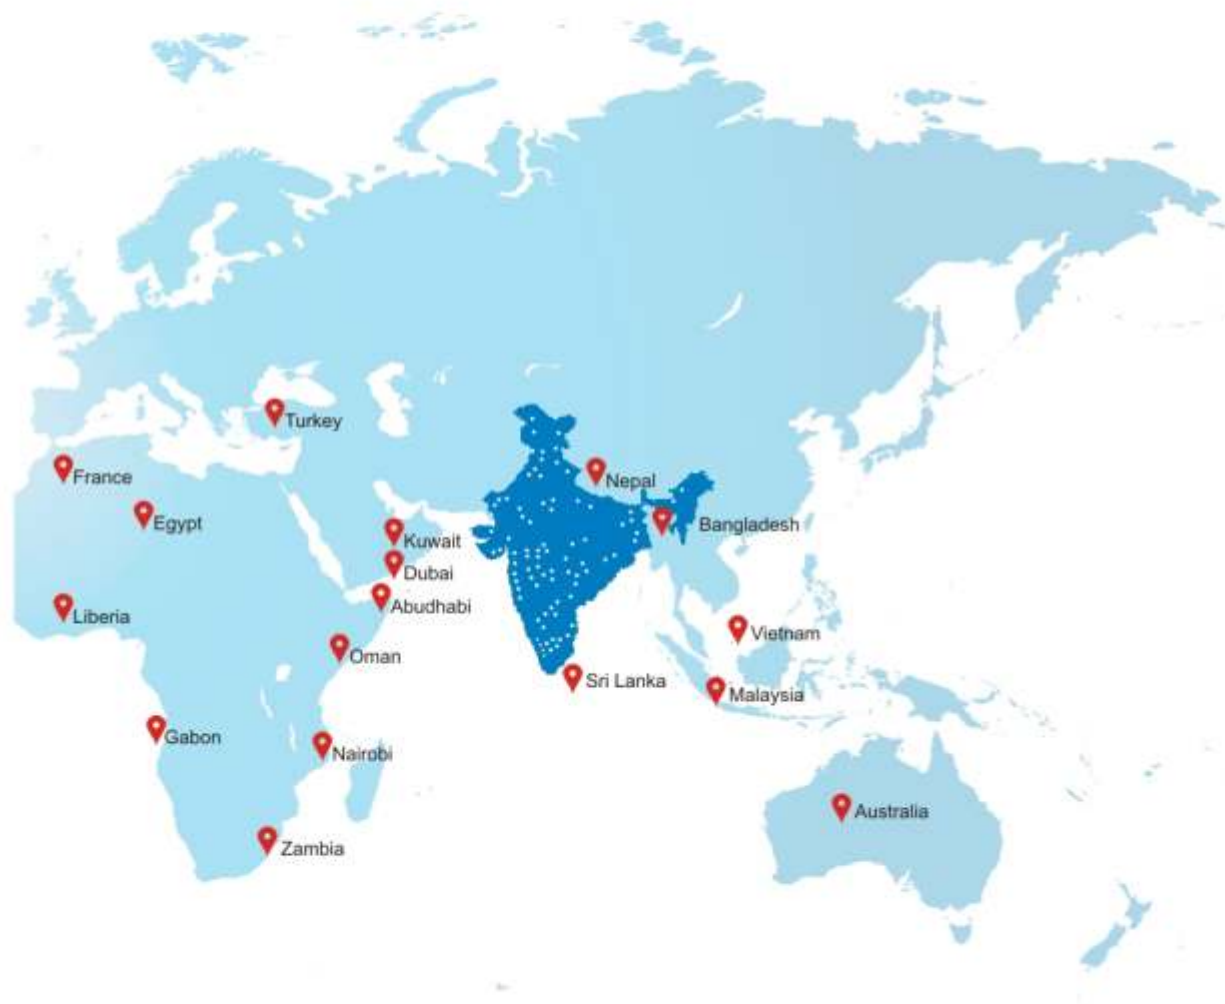 Turkey
France
Nepal
Egypt
Bangladesh
Kuwait
Dubai
Abudhabi
Liberia
Vietnam
Oman
Sri Lanka
Malaysia
Gabon
Nairobi
Australia
Zambia